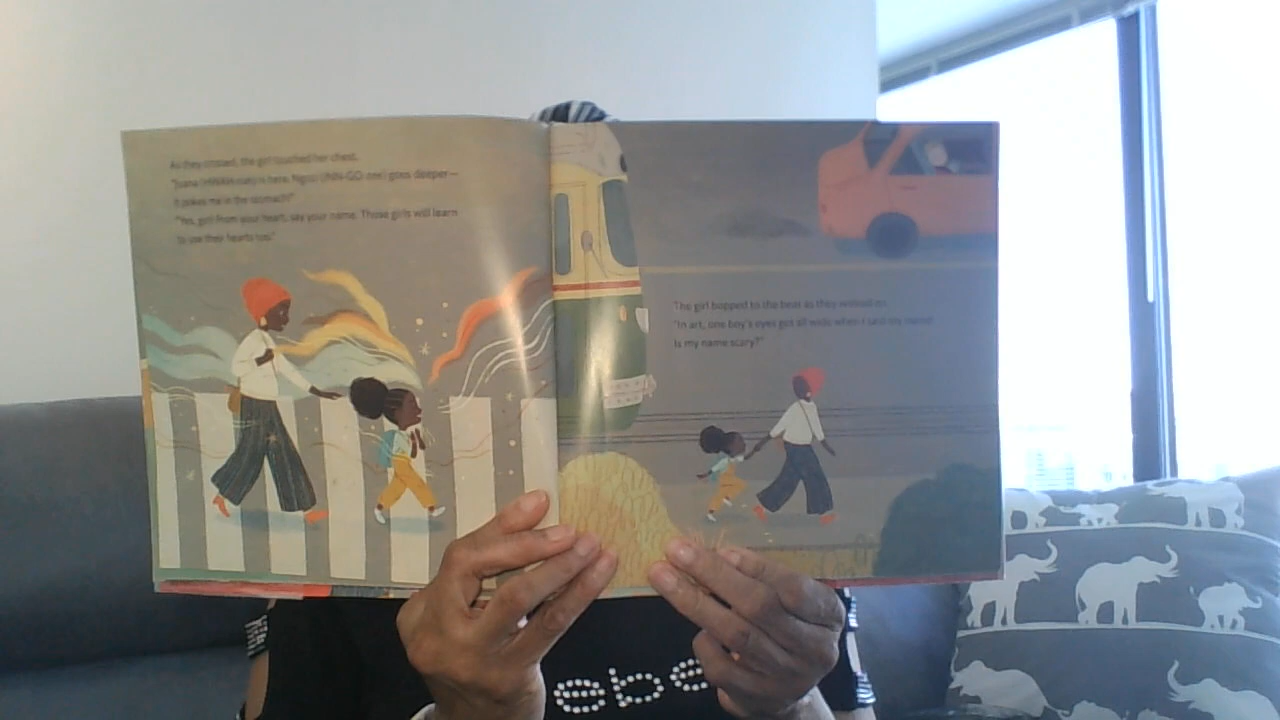 As they crossed, the girl touched her chest.
"Juana (HWAH-nah) is here. Ngozi (INN-GO-zee) goes deeper—
it pokes me in the stomach!"
"Yes, girl from your heart, say your name. Those girls will learn
to use their hearts too."
The girl bopped to the beat as they walked on.
"In art, one boy's eyes got all wide when I said my name!
Is my name scary?"
ebe